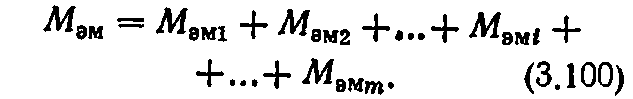 Mэм = Mэм1 + Mэм2 +...+ Mэмi +
+...+ Mэмm. (3.100)